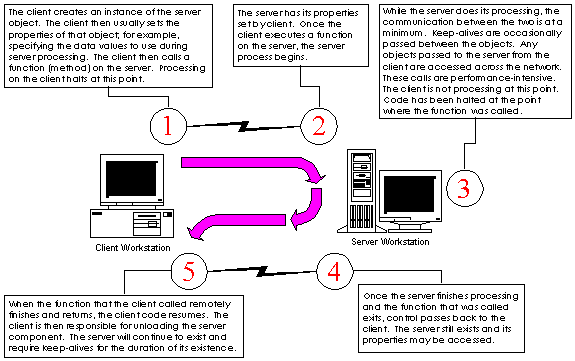 The client creates an instance of the server
object. The client then usually sets the
properties of that object; for example,
specifying the data values to use during
server processing. The client then calls a
function (method) on the server. Processing
on the client halts at this point.
The server has its properties
set by client. Once the
client executes a function
on the server, the server
process begins.
While the server does its processing, the
communication between the two is at a
minimum. Keep-alives are occasionally
passed between the objects. Any
objects passed to the server from the
client are accessed across the network.
These calls are performance-intensive.
The client is not processing at this point.
Code has been halted at the point
where the function was called.
1
2
3
Client Workstation
Server Workstation
5
4
When the function that the client called remotely
finishes and returns, the client code resumes. The
client is then responsible for unloading the server
component. The server will continue to exist and
require keep-alives for the duration of its existence.
Once the server finishes processing
and the function that was called
exits, control passes back to the
client. The server still exists and its
properties may be accessed.